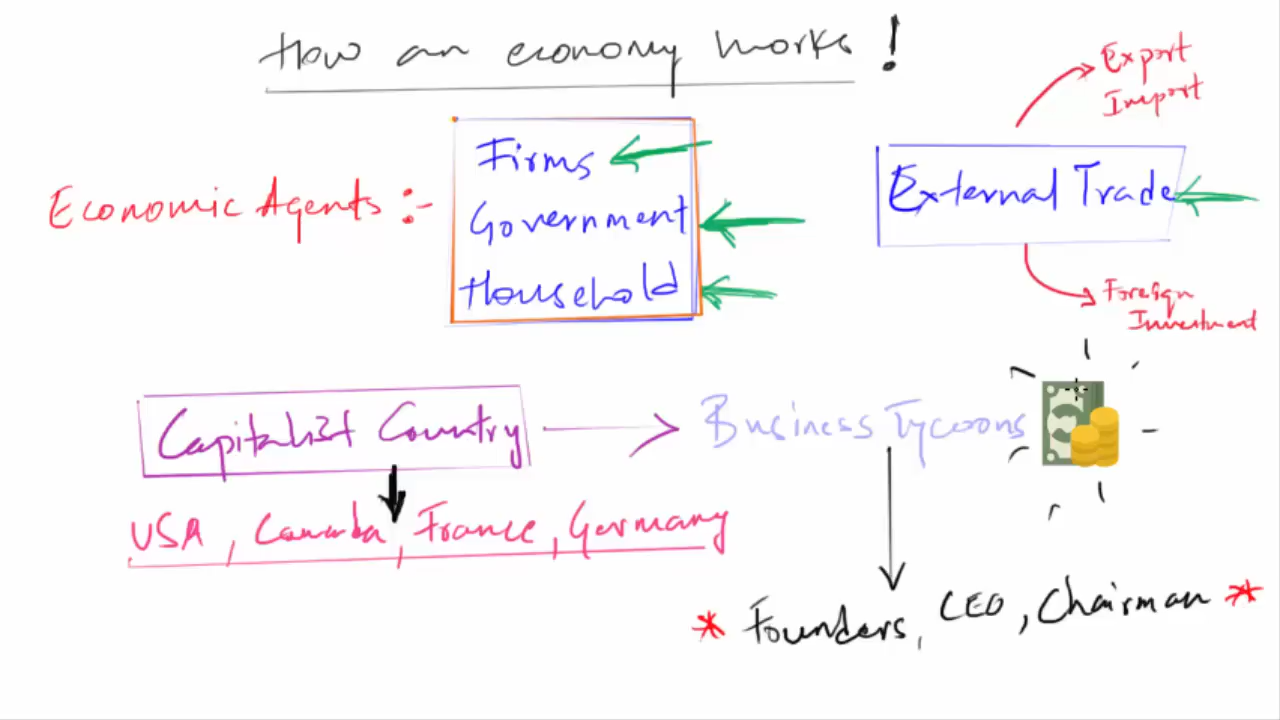 How an economy works!
Export
Import
Economic Agents :-
Firms
Government
Household
External Trade
Foreign
Investment
Capitalist Country
Business Tycoons
USA, Canada, France, Germany
* Founders, CEO, Chairman *